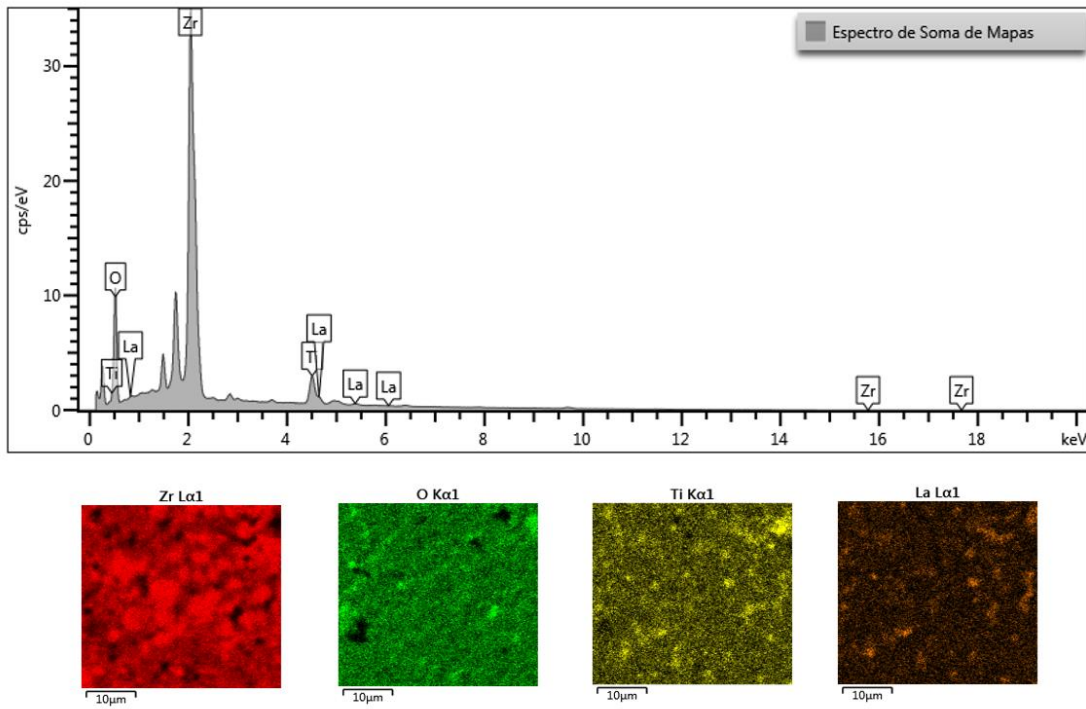 Zr
Espectro de Soma de Mapas
30
20
cps/eV
O
10
La
La
Ti
Ti
La
La
Zr
Zr
0
0
2
4
6
8
10
12
14
16
18
keV
Zr Lα1
O Kα1
Ti Kα1
La Lα1
10µm
10µm
10µm
10µm